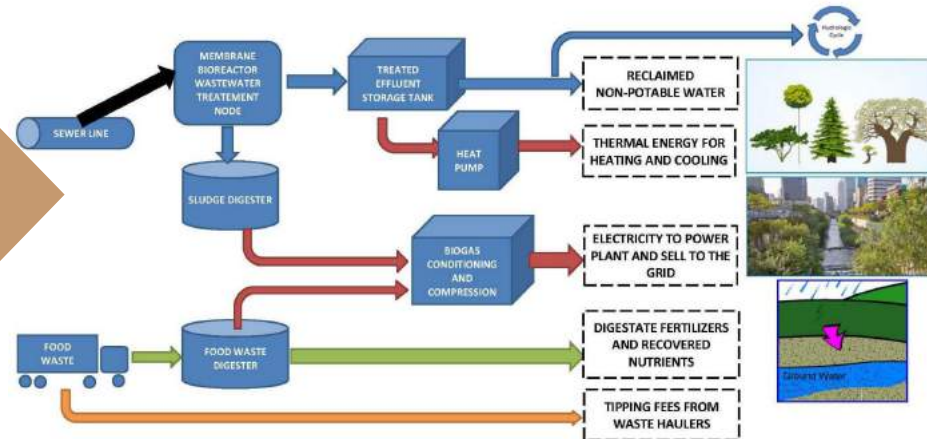 Hydrologic
Cycle
MEMBRANE
BIOREACTOR
WASTEWATER
TREATEMENT
NODE
TREATED
EFFLUENT
STORAGE TANK
RECLAIMED
NON-POTABLE WATER
SEWER LINE
HEAT
PUMP
THERMAL ENERGY FOR
HEATING AND COOLING
SLUDGE DIGESTER
BIOGAS
CONDITIONING
AND
COMPRESSION
ELECTRICITY TO POWER
PLANT AND SELL TO THE
GRID
FOOD
WASTE
FOOD WASTE
DIGESTER
DIGESTATE FERTILIZERS
AND RECOVERED
NUTRIENTS
Ground Water
TIPPING FEES FROM
WASTE HAULERS